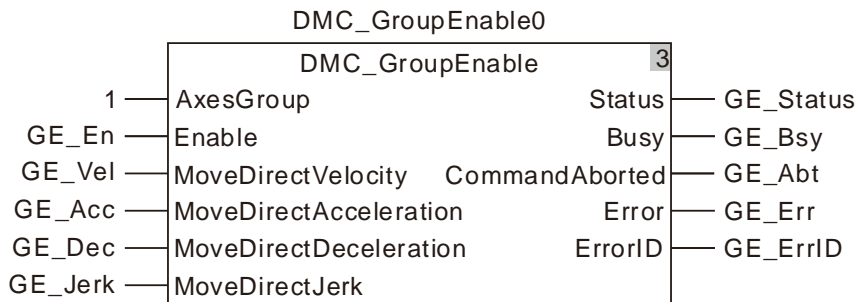 DMC_GroupEnable0
DMC_GroupEnable 3
1 AxesGroup Status GE_Status
GE_En Enable Busy GE_Bsy
GE_Vel MoveDirectVelocity CommandAborted GE_Abt
GE_Acc MoveDirectAcceleration Error GE_Err
GE_Dec MoveDirectDeceleration ErrorID GE_ErrID
GE_Jerk MoveDirectJerk